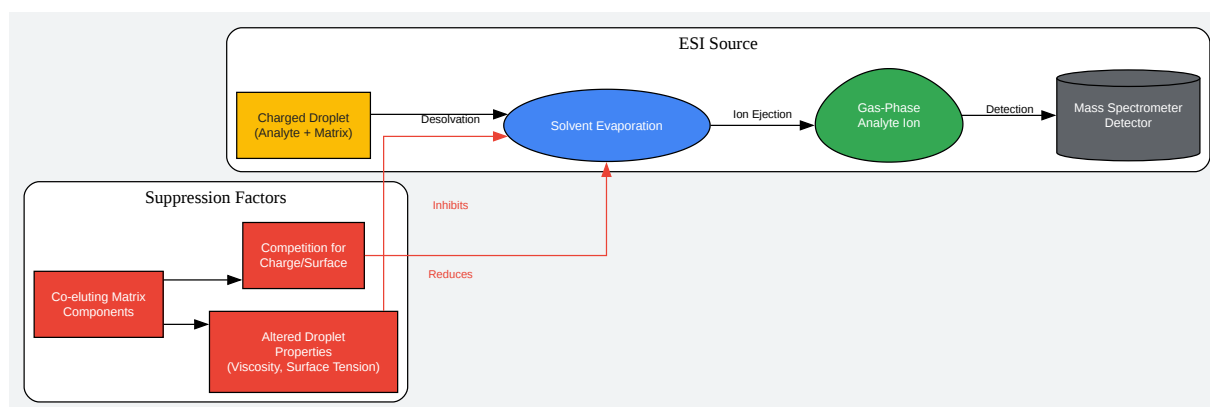 ESI Source
Charged Droplet
(Analyte + Matrix)
Desolvation
Solvent Evaporation
Ion Ejection
Gas-Phase
Analyte Ion
Detection
Mass Spectrometer
Detector
Suppression Factors
Inhibits
Competition for
Charge/Surface
Reduces
Co-eluting Matrix
Components
Altered Droplet
Properties
(Viscosity, Surface Tension)